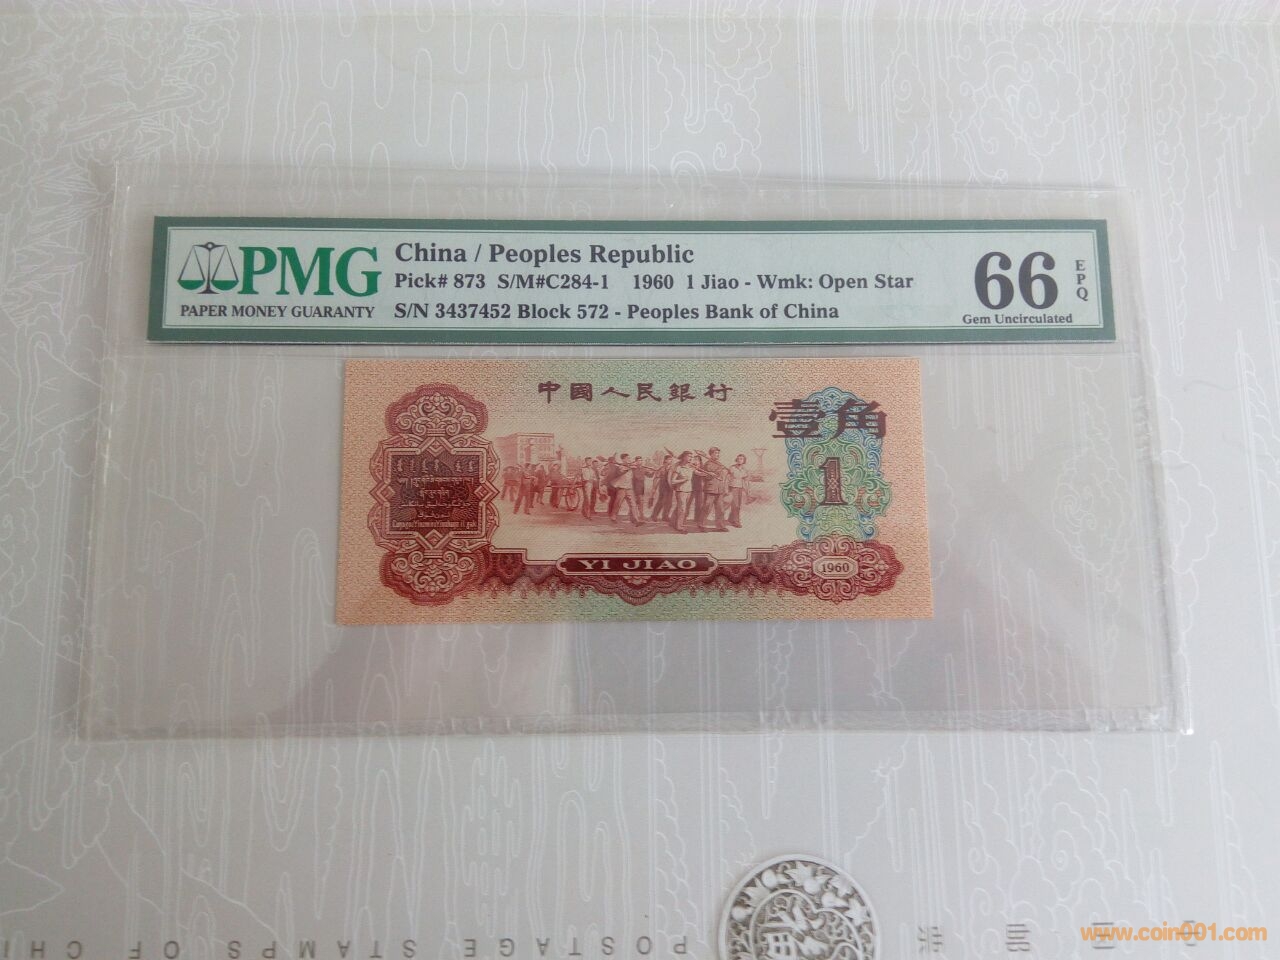 PMG
PAPER MONEY GUARANTY
China / Peoples Republic
Pick# 873 S/M#C284-1 1960 1 Jiao - Wmk: Open Star
S/N 3437452 Block 572 - Peoples Bank of China
66 EPQ
Gem Uncirculated
中國人民銀行
壹角
1
YI JIAO
1960
POSTAGE STAMPS OF CHI
www.coin001.com